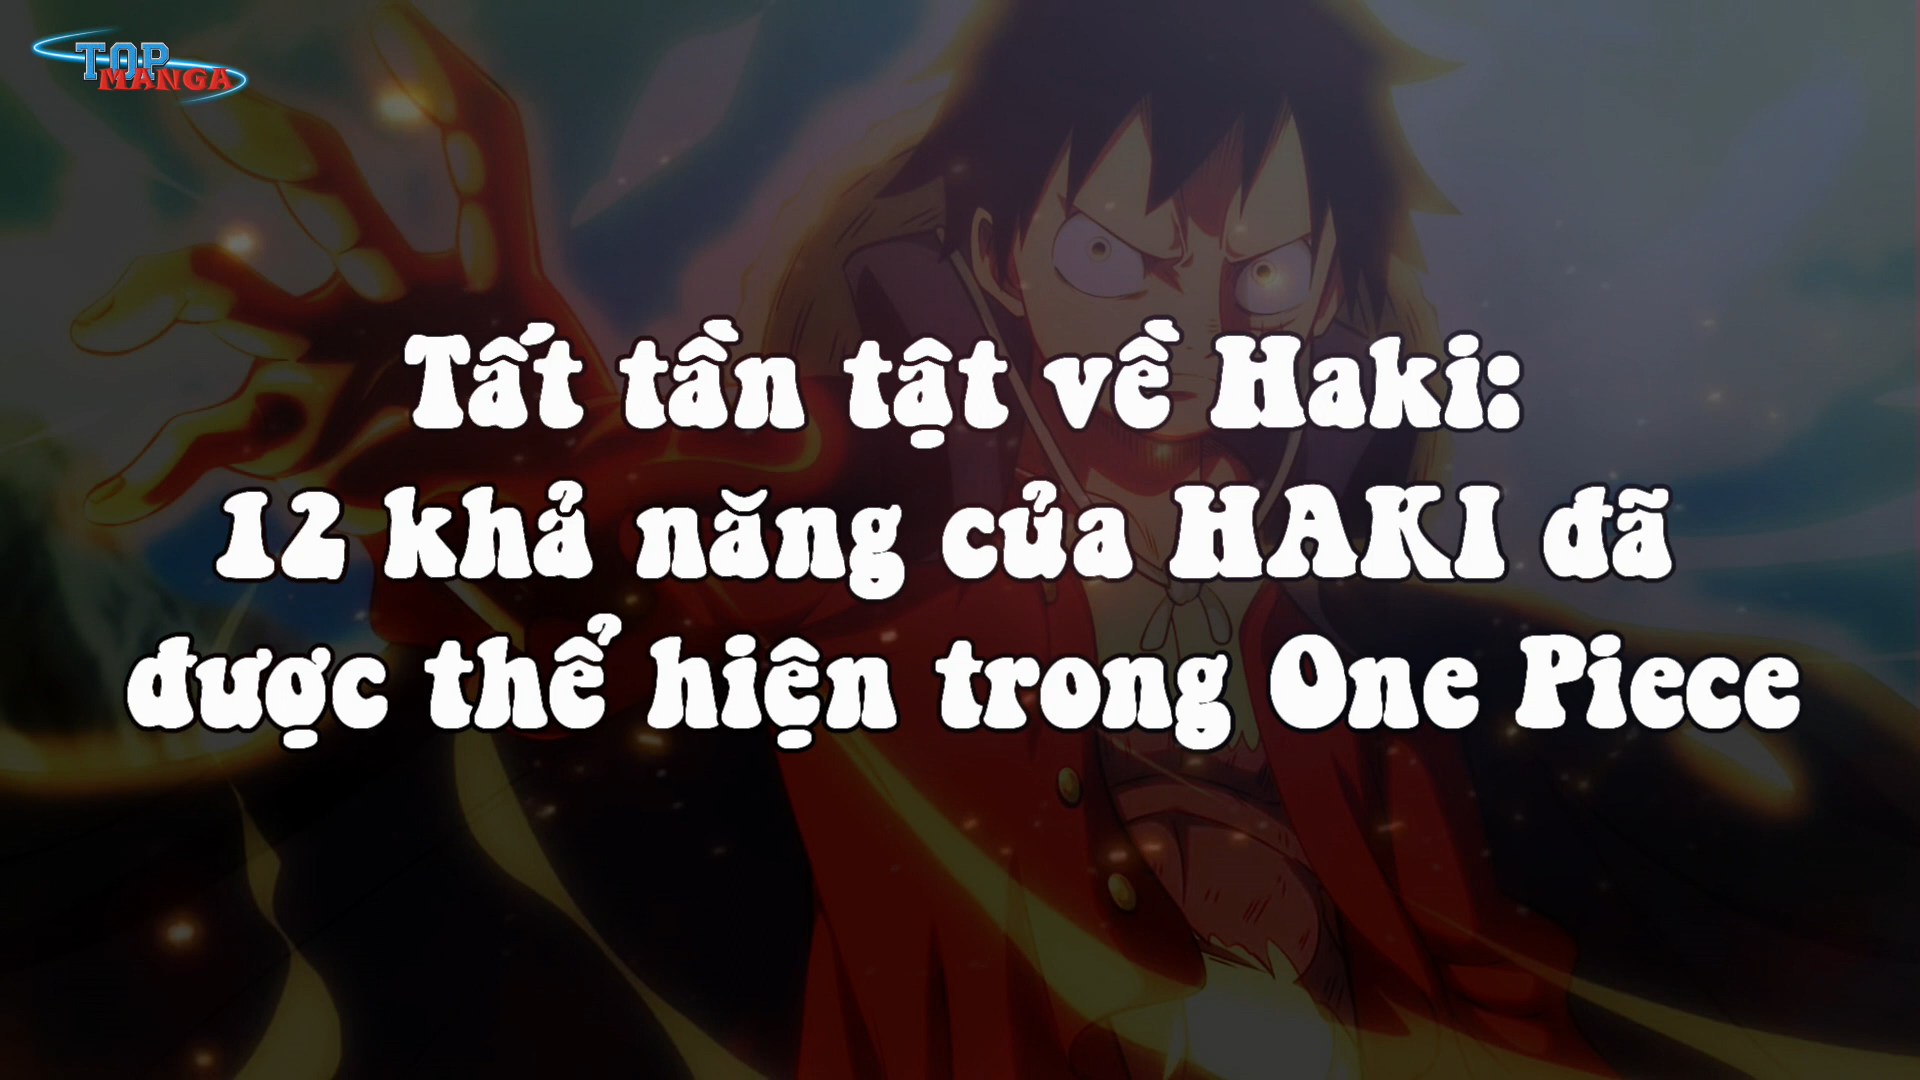 TOP
MANGA
Tất tần tật về Haki:
12 khả năng của HAKI đã
được thể hiện trong One Piece